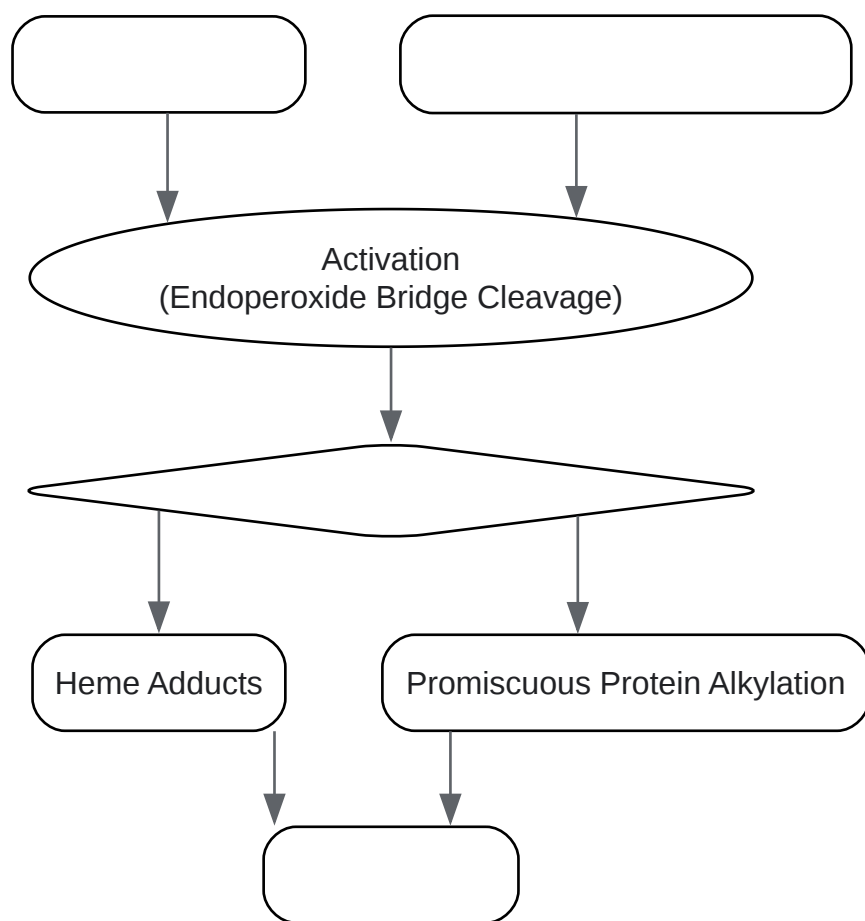 Activation
(Endoperoxide Bridge Cleavage)
Heme Adducts
Promiscuous Protein Alkylation